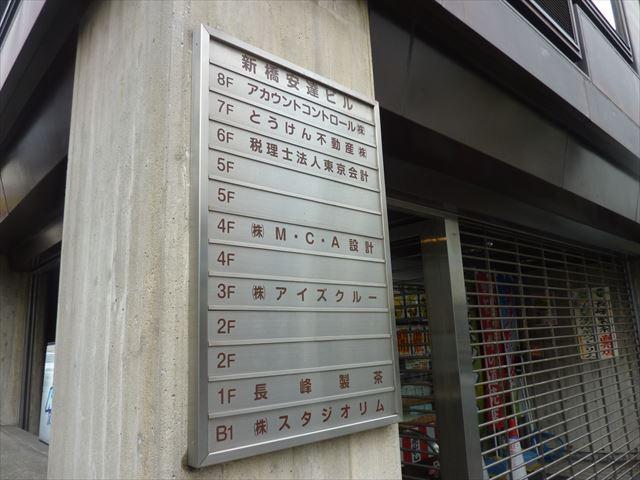 新橋安達ビル
8F アカウントコントロール㈱
7F とうけん不動産㈱
6F 税理士法人東京会計
5F
5F
4F ㈱ M・C・A 設計
4F
3F ㈱ アイズクルー
2F
2F
1F 長峰製茶
B1 ㈱ スタジオリム